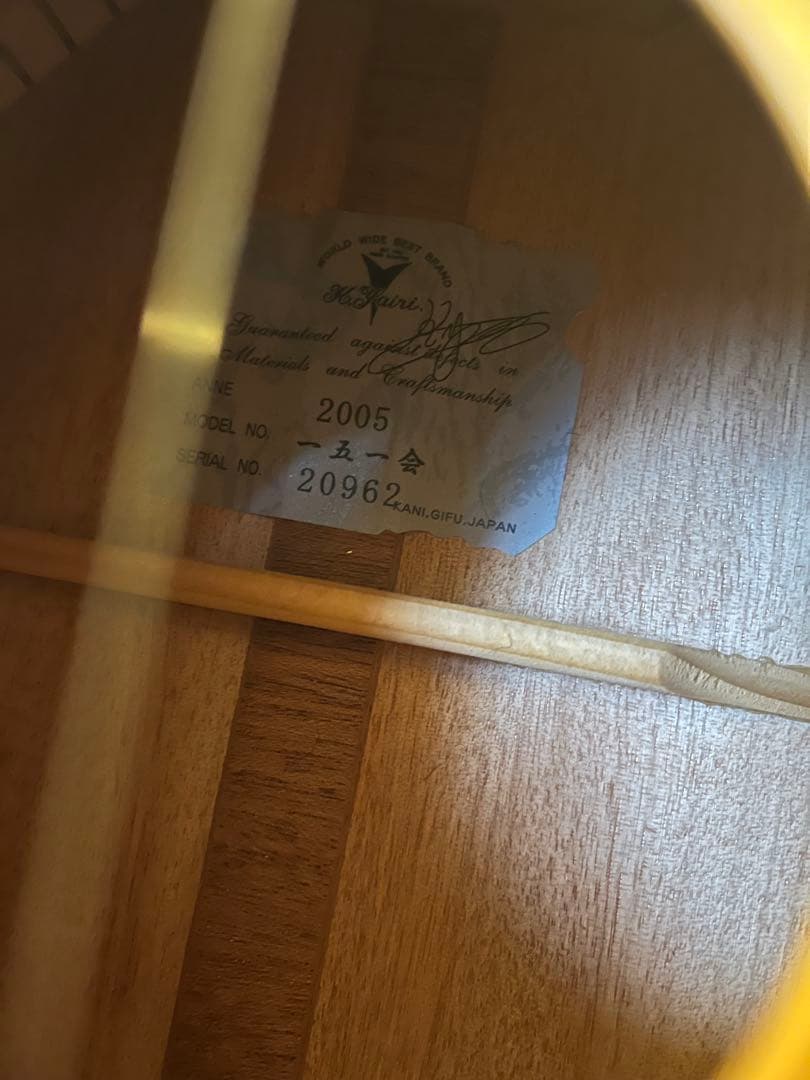 WORLD WIDE BEST BRAND
K.Yairi.
Guaranteed against defects in
Materials and Craftsmanship
ANNE 2005
MODEL NO. 一五一会
SERIAL NO. 20962
KANI,GIFU,JAPAN